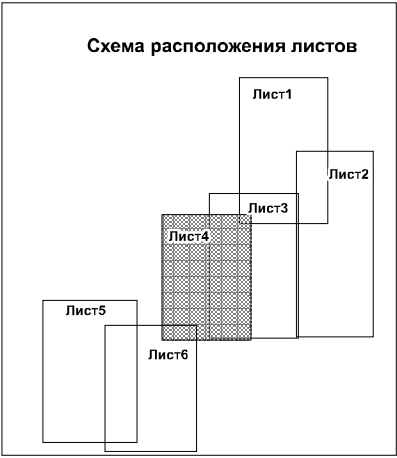 Схема расположения листов
Лист1
Лист2
Лист3
Лист4
Лист5
Лист6